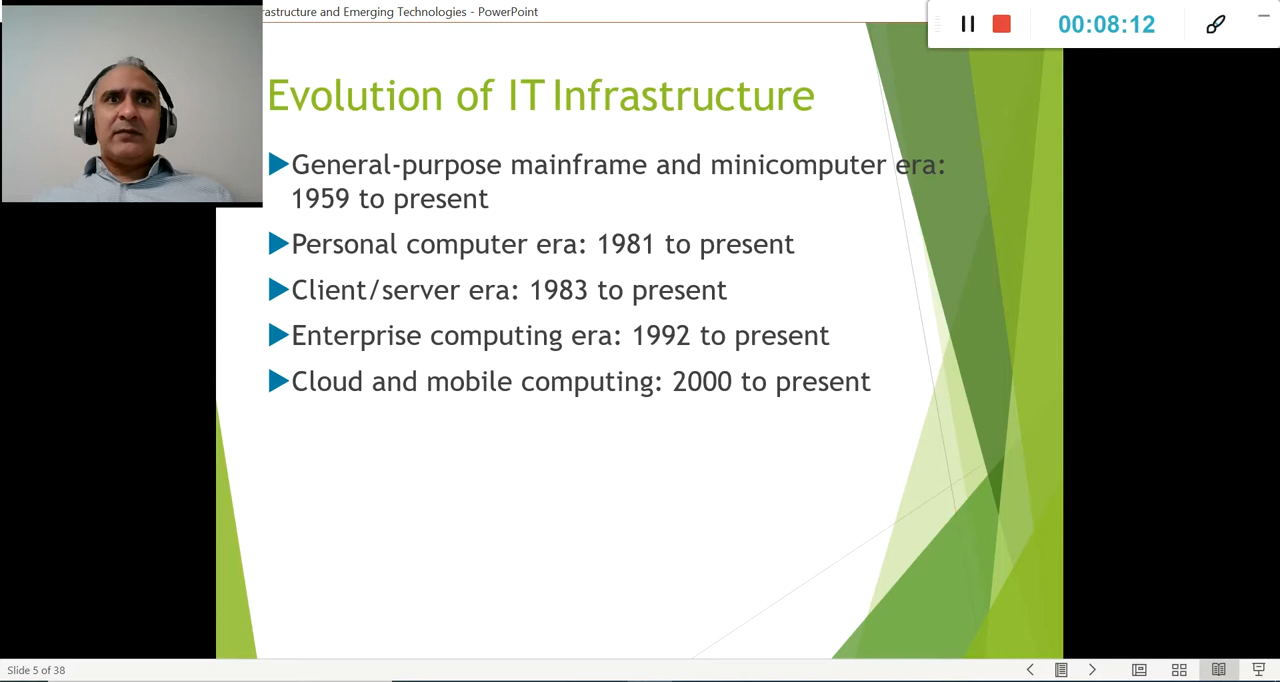 rastructure and Emerging Technologies - PowerPoint
00:08:12
Evolution of IT Infrastructure
General-purpose mainframe and minicomputer era:
1959 to present
Personal computer era: 1981 to present
Client/server era: 1983 to present
Enterprise computing era: 1992 to present
Cloud and mobile computing: 2000 to present
Slide 5 of 38